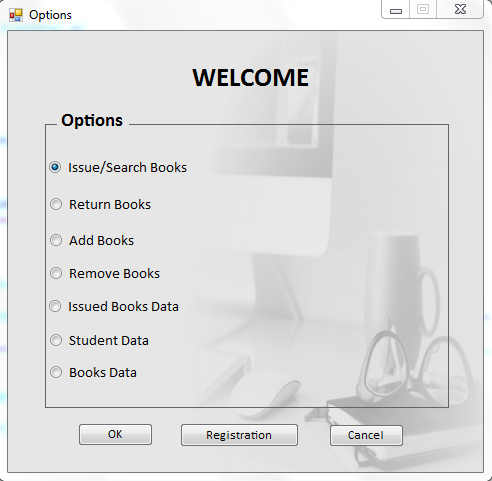 Options
WELCOME
Options
Issue/Search Books
Return Books
Add Books
Remove Books
Issued Books Data
Student Data
Books Data
OK Registration Cancel